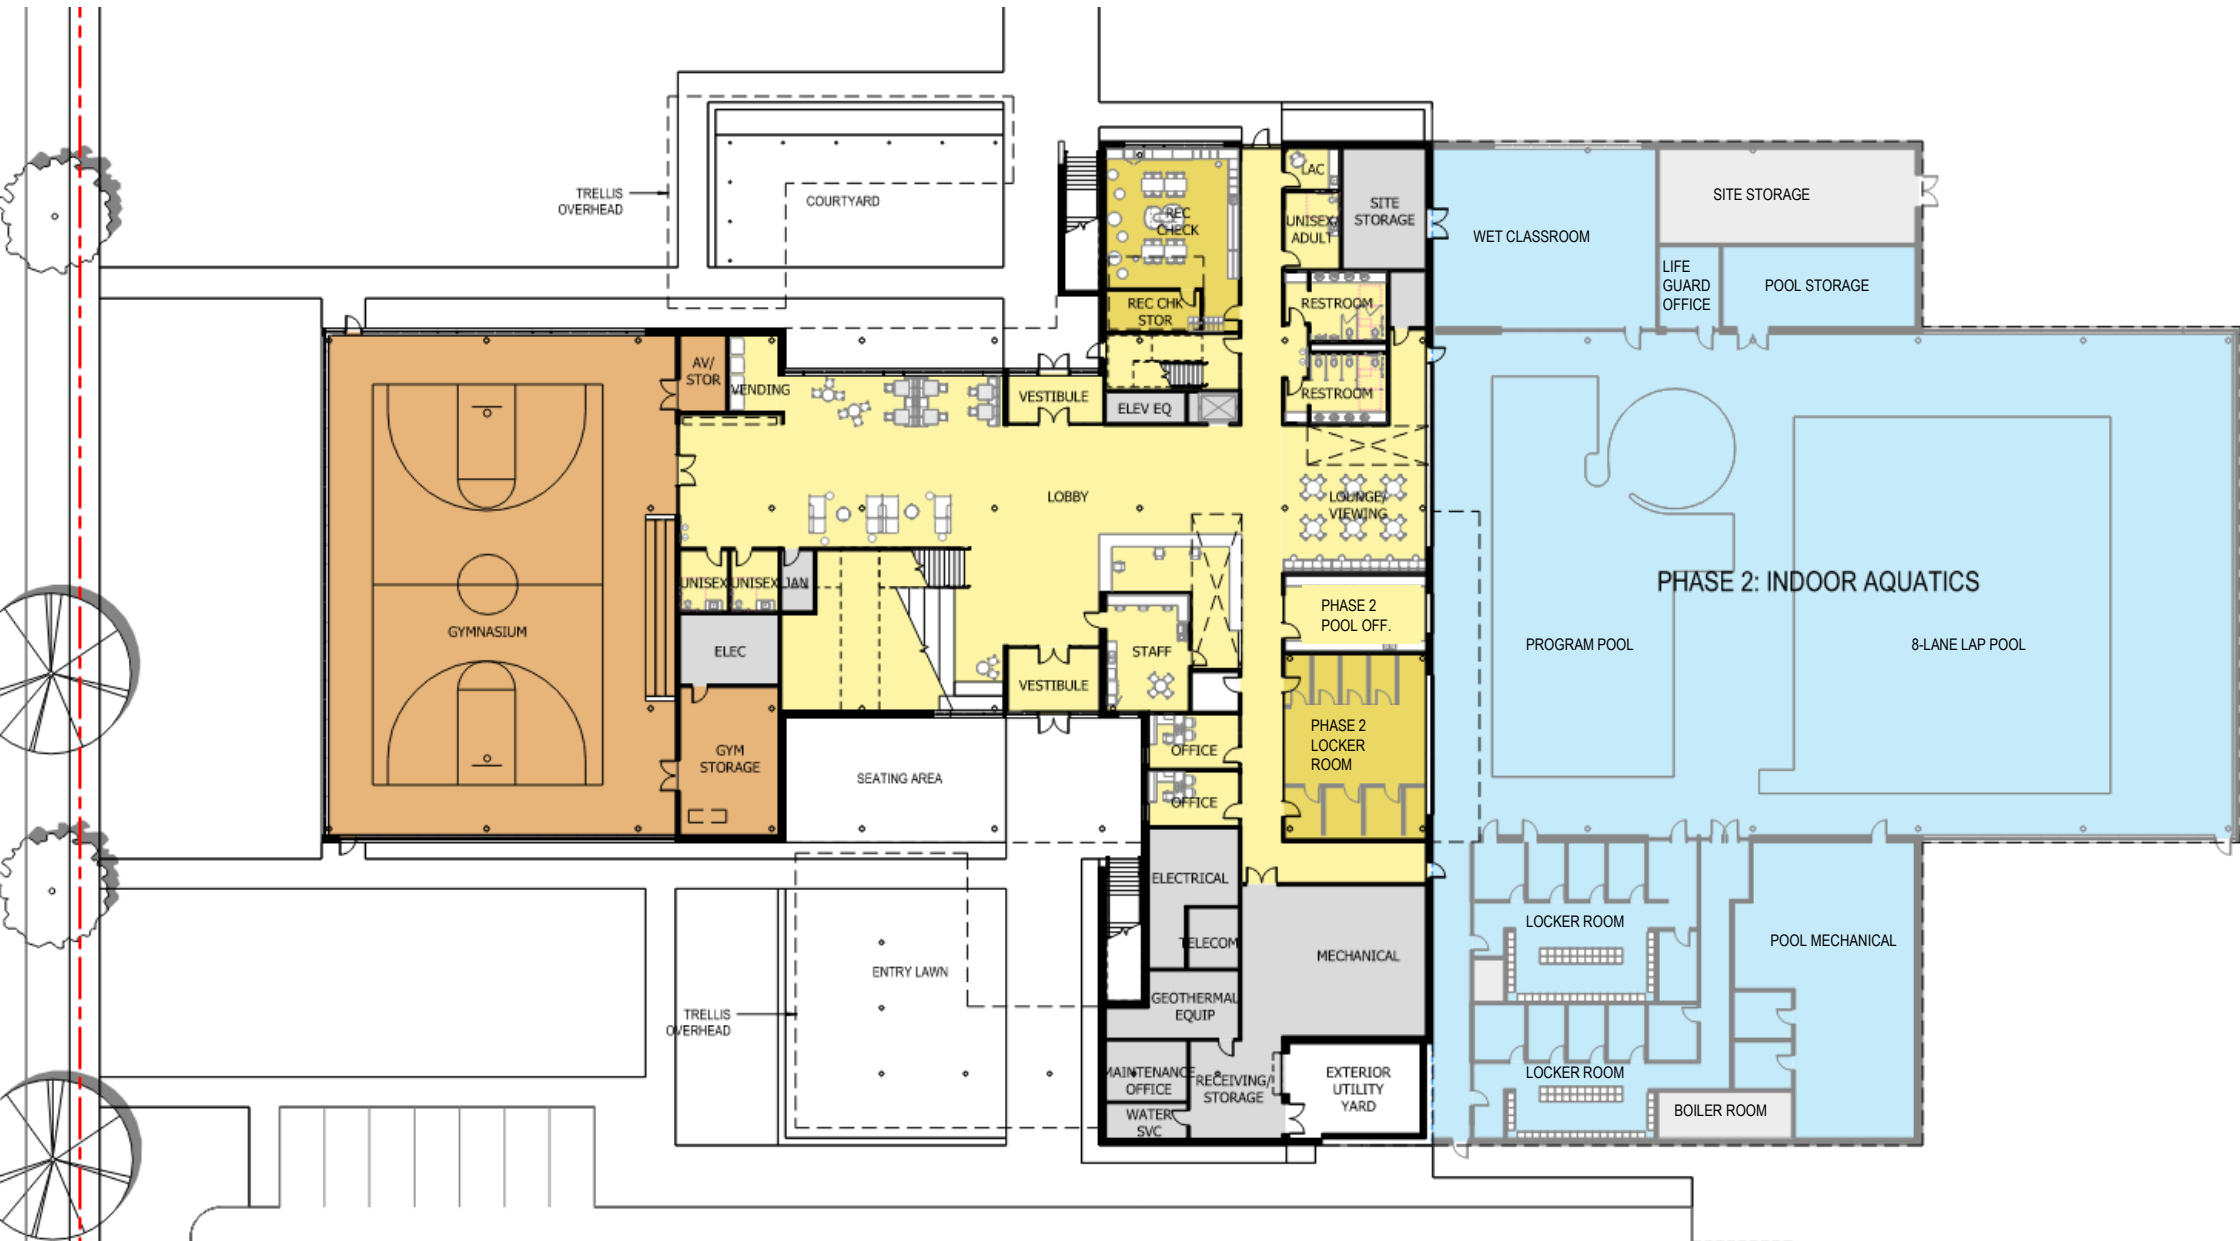 TRELLIS
OVERHEAD
COURTYARD
REC
CHECK
REC CHK
STOR
LAC
UNISEX/
ADULT
SITE
STORAGE
RESTROOM
RESTROOM
WET CLASSROOM
SITE STORAGE
LIFE
GUARD
OFFICE
POOL STORAGE
AV/
STOR
VENDING
VESTIBULE
ELEV EQ
LOBBY
LOUNGE/
VIEWING
GYMNASIUM
UNISEX
UNISEX
JAN
ELEC
GYM
STORAGE
STAFF
VESTIBULE
PHASE 2
POOL OFF.
PHASE 2
LOCKER
ROOM
PHASE 2: INDOOR AQUATICS
PROGRAM POOL
8-LANE LAP POOL
SEATING AREA
OFFICE
OFFICE
ELECTRICAL
TELECOM
MECHANICAL
GEOTHERMAL
EQUIP
ENTRY LAWN
TRELLIS
OVERHEAD
MAINTENANCE
OFFICE
RECEIVING/
STORAGE
WATER
SVC
EXTERIOR
UTILITY
YARD
LOCKER ROOM
POOL MECHANICAL
LOCKER ROOM
BOILER ROOM